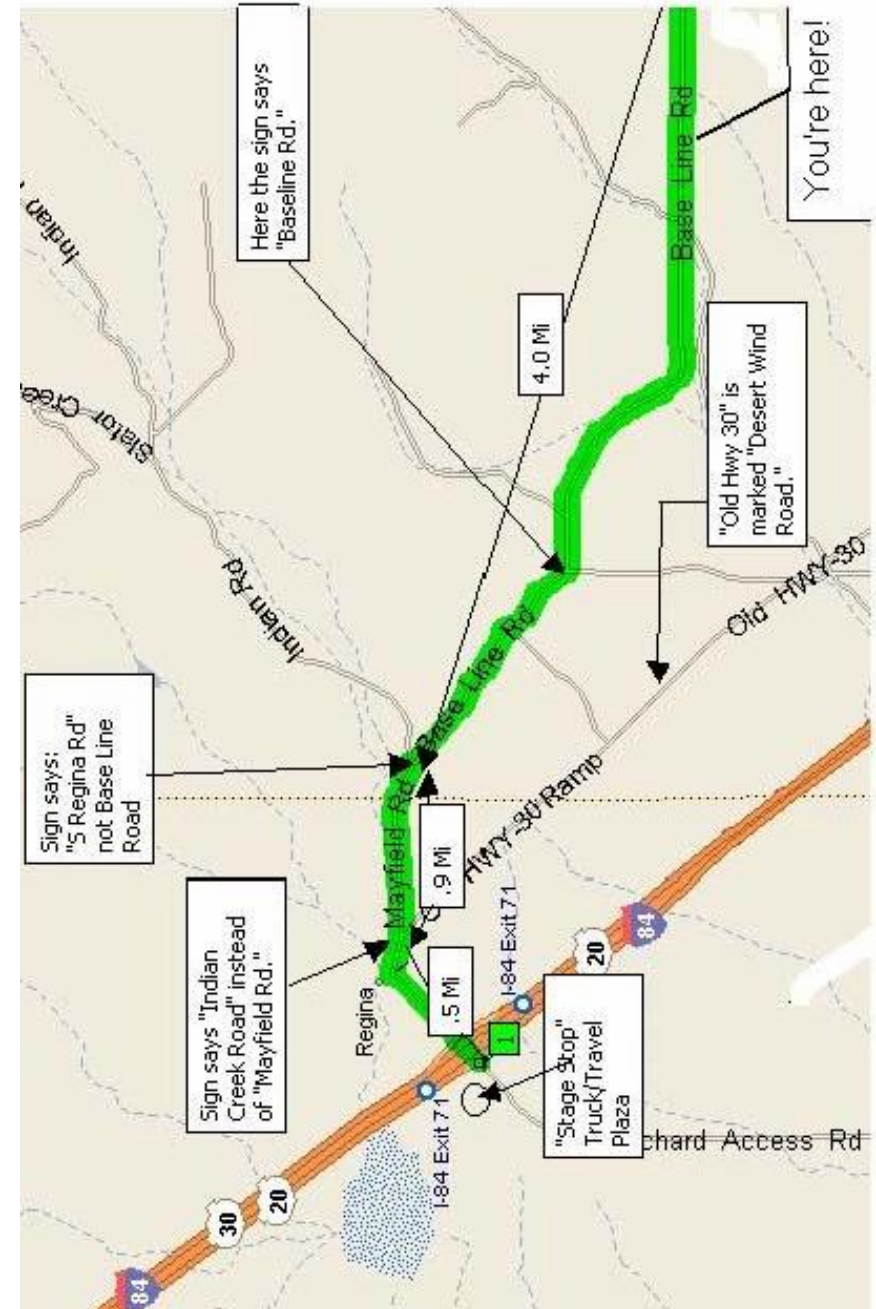 Indian
Slater Cree
Indian Rd
Here the sign says
"Baseline Rd."
Base Line Rd
You're here!
4.0 Mi
"Old Hwy 30" is
marked "Desert Wind
Road."
Old HWY-30
Sign says:
"S Regina Rd"
not Base Line
Road
Base Line Rd
HWY-30 Ramp
Mayfield Rd
.9 Mi
Sign says "Indian
Creek Road" instead
of "Mayfield Rd."
Regina
.5 Mi
I-84 Exit 71
84
20
1
"Stage Stop"
Truck/Travel
Plaza
chard Access Rd
I-84 Exit 71
20
30
84